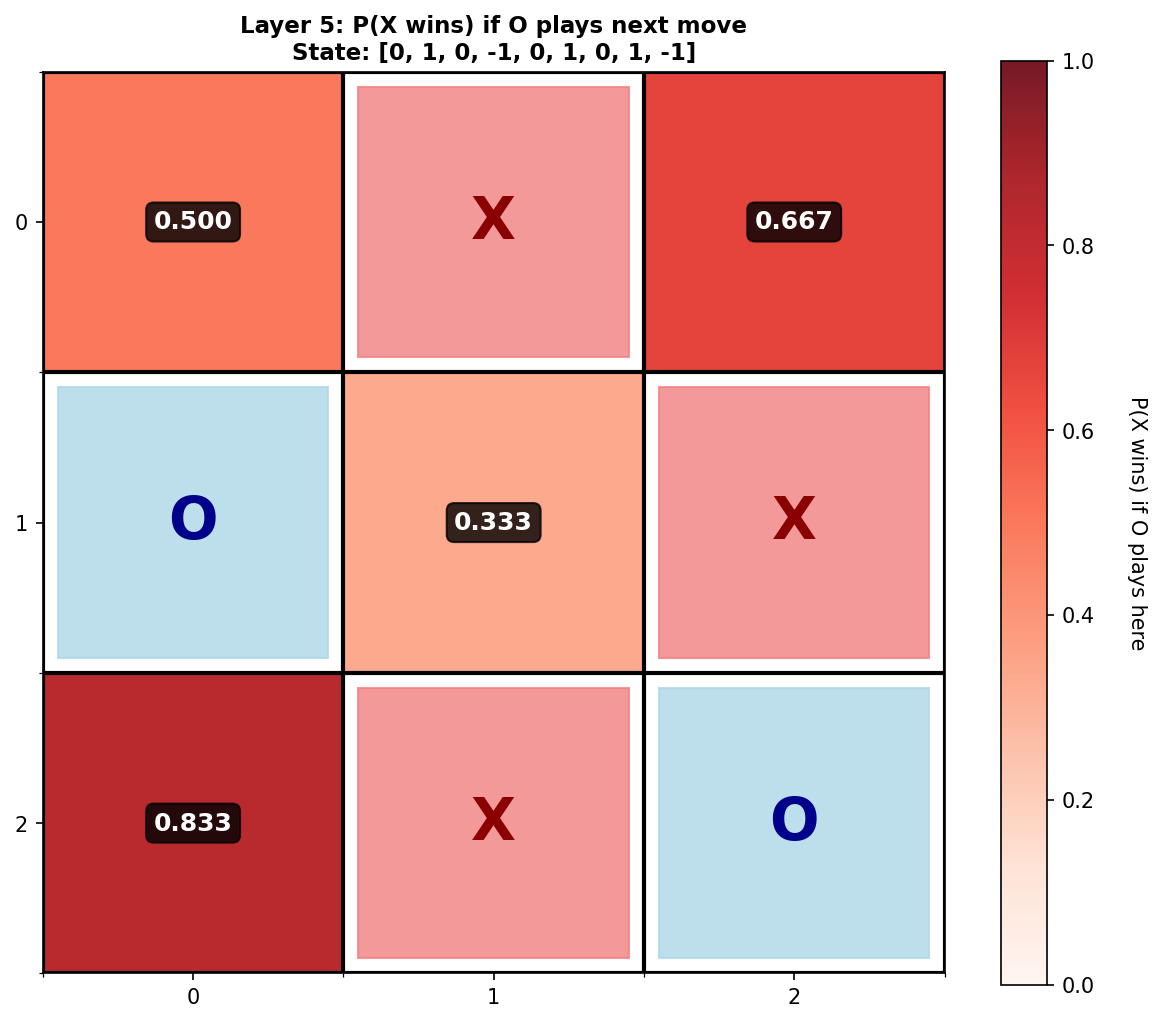 Layer 5: P(X wins) if O plays next move
State: [0, 1, 0, -1, 0, 1, 0, 1, -1]
0
0.500
X
0.667
1
O
0.333
X
2
0.833
X
O
0
1
2
1.0
0.8
0.6
0.4
0.2
0.0
P(X wins) if O plays here